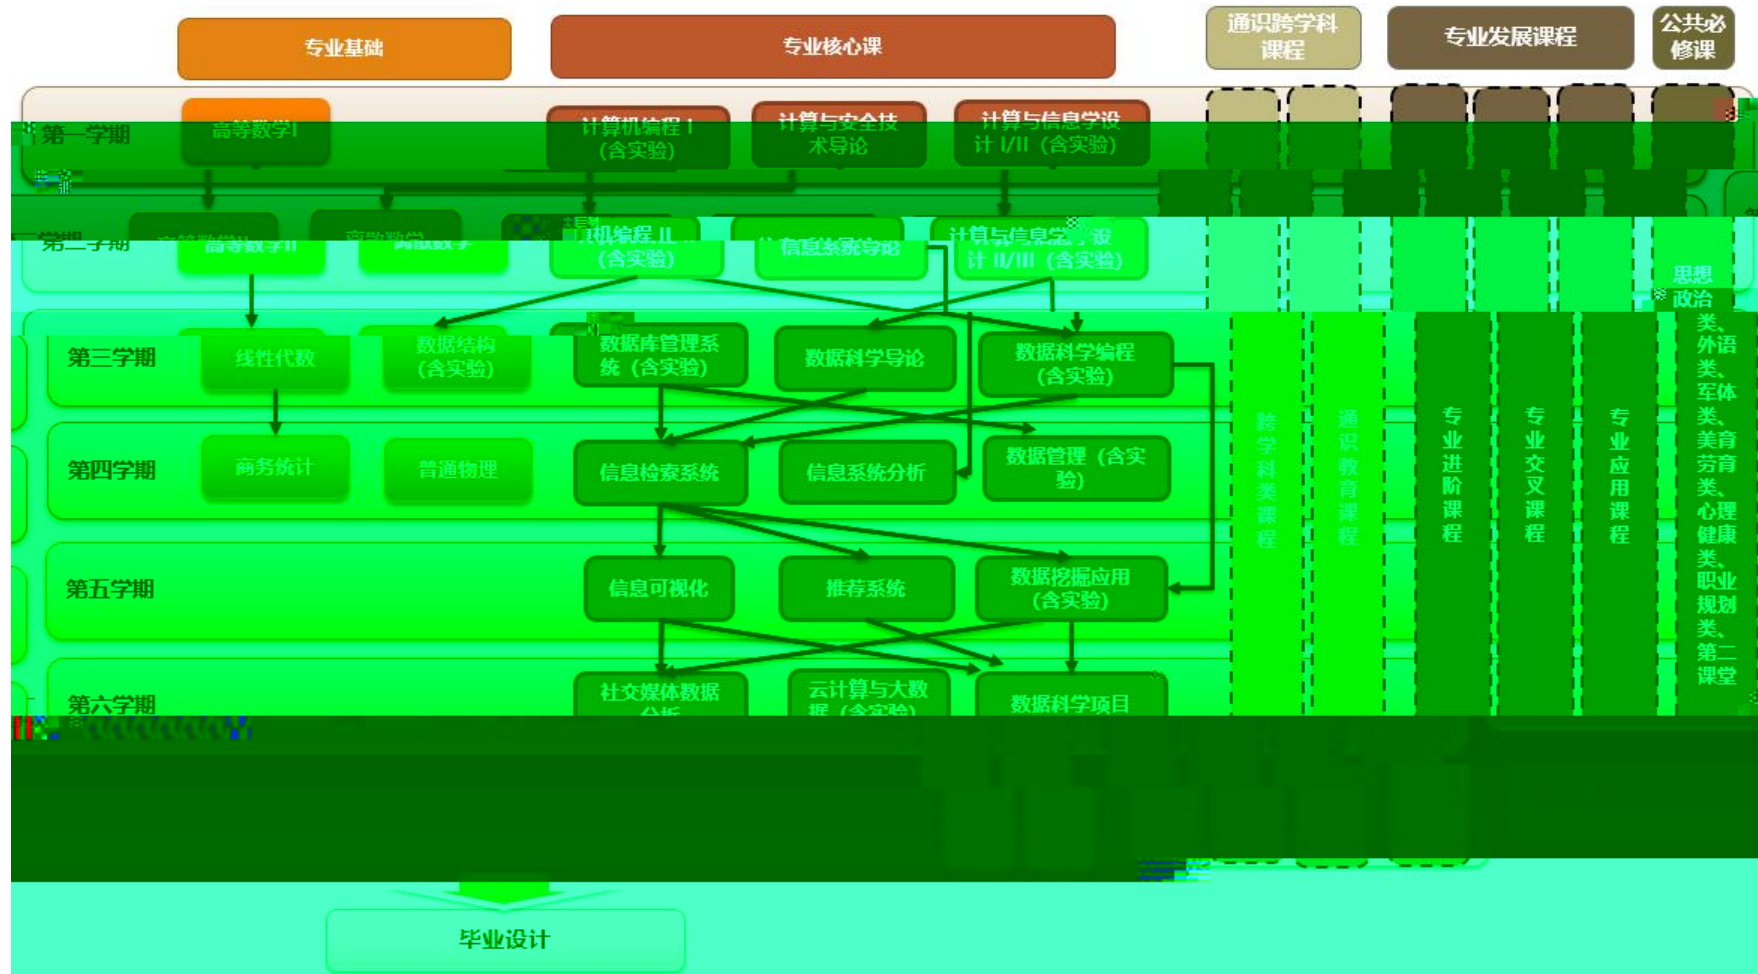 专业基础
专业核心课
通识跨学科
课程
专业发展课程
公共必
修课
第一学期
高等数学I
计算机编程 I
(含实验)
计算与安全技
术导论
计算与信息学设
计 I/II (含实验)
第二学期
高等数学II
离散数学
机编程 II
(含实验)
信息系统导论
计算与信息学设
计 II/III (含实验)
第三学期
线性代数
数据结构
(含实验)
数据库管理系
统 (含实验)
数据科学导论
数据科学编程
(含实验)
第四学期
商务统计
普通物理
信息检索系统
信息系统分析
数据管理 (含实
验)
第五学期
信息可视化
推荐系统
数据挖掘应用
(含实验)
第六学期
社交媒体数据
分析
云计算与大数
据 (含实验)
数据科学项目
跨学科类课程
通识教育课程
专业进阶课程
专业交叉课程
专业应用课程
思想
政治
类、
外语
类、
军体
类、
美育
劳育
类、
心理
健康
类、
职业
规划
类、
第二
课堂
毕业设计